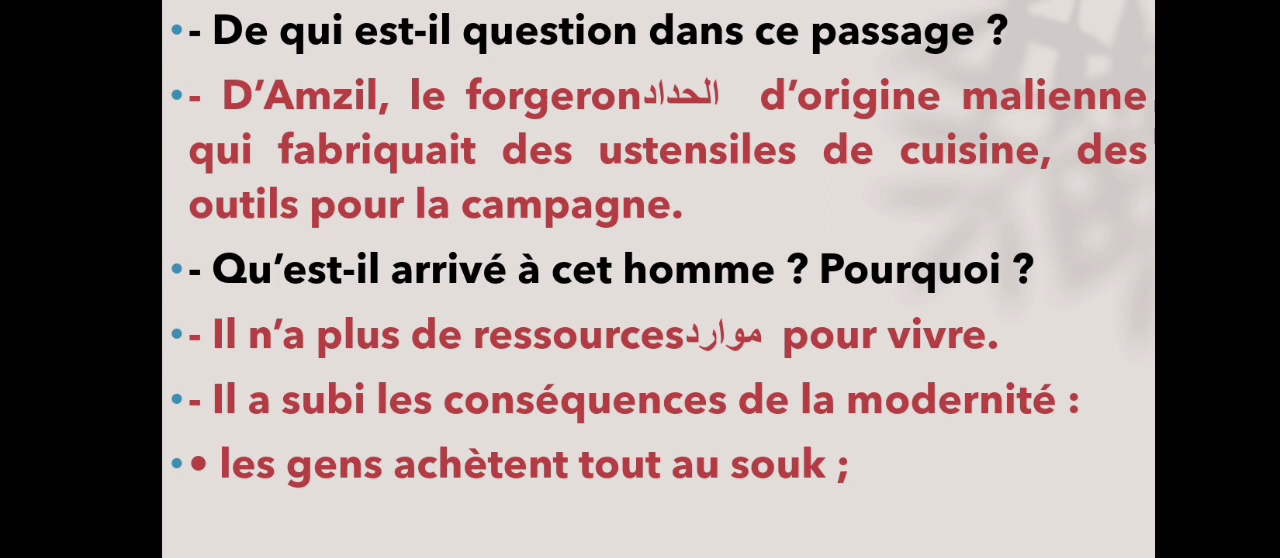 • - De qui est-il question dans ce passage ?
• - D’Amzil, le forgeronالحداد d’origine malienne
qui fabriquait des ustensiles de cuisine, des
outils pour la campagne.
• - Qu’est-il arrivé à cet homme ? Pourquoi ?
• - Il n’a plus de ressourcesموارد pour vivre.
• - Il a subi les conséquences de la modernité :
• • les gens achètent tout au souk ;